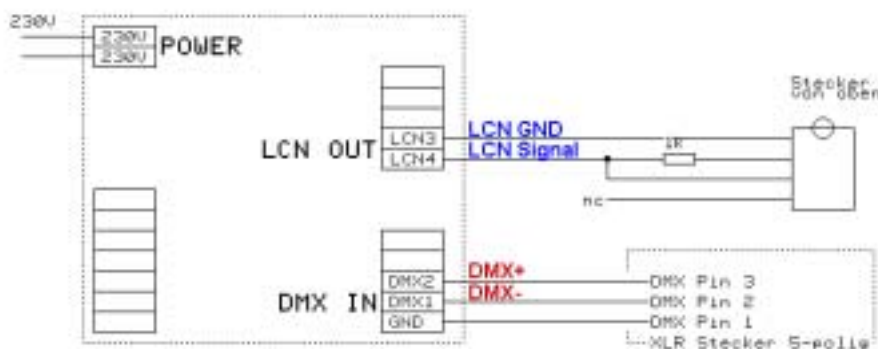 230V
230V
230V
POWER
Stecker
von oben
LCN OUT
LCN3
LCN4
LCN GND
LCN Signal
1K
nc
DMX IN
DMX2
DMX1
GND
DMX+
DMX-
DMX Pin 3
DMX Pin 2
DMX Pin 1
XLR Stecker 5-polig